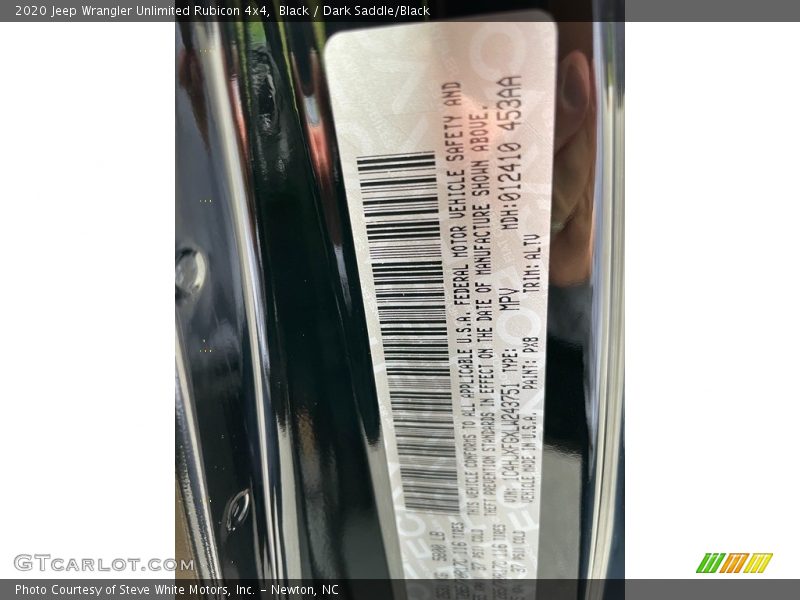 2020 Jeep Wrangler Unlimited Rubicon 4x4, Black / Dark Saddle/Black
THIS VEHICLE CONFORMS TO ALL APPLICABLE U.S.A. FEDERAL MOTOR VEHICLE SAFETY AND
THEFT PREVENTION STANDARDS IN EFFECT ON THE DATE OF MANUFACTURE SHOWN ABOVE.
VIN: 1C4HJXFGXLW243751 TYPE: MPV MDH:012410 453AA
VEHICLE MADE IN U.S.A. PAINT: PX8 TRIM: ALTV
GTCARLOT.COM
Photo Courtesy of Steve White Motors, Inc. – Newton, NC